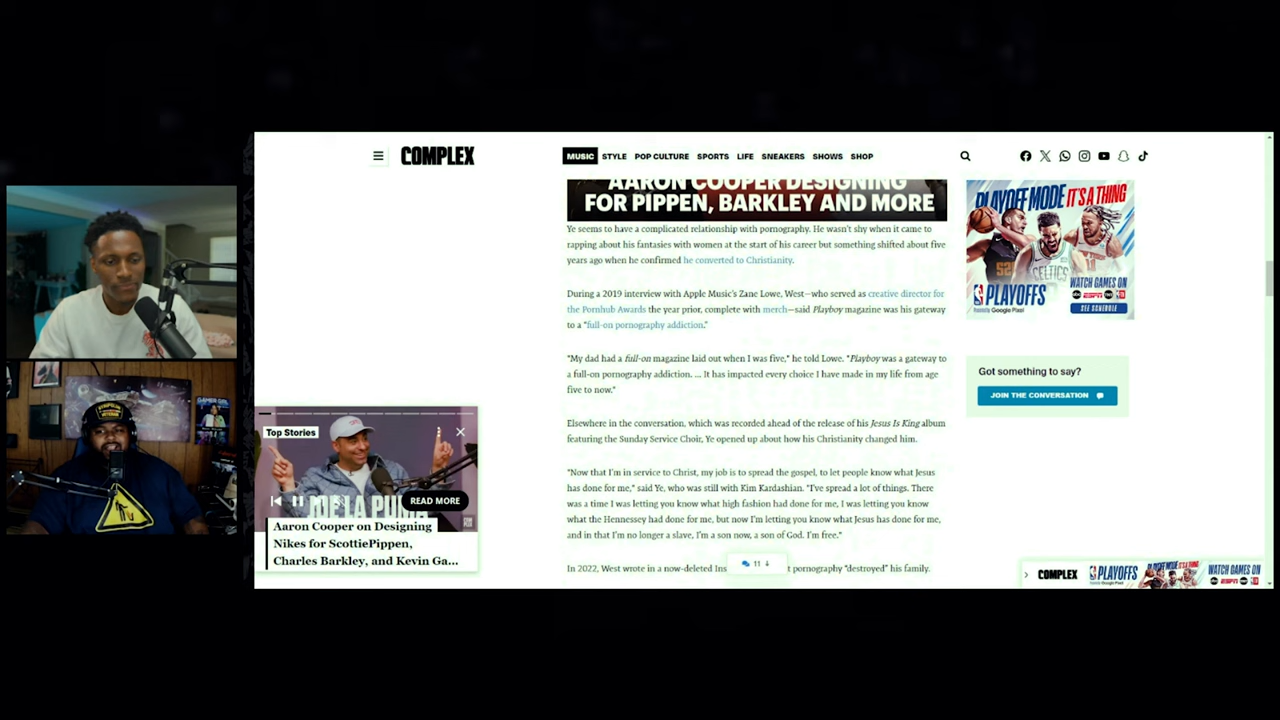 COMPLEX
MUSIC STYLE POP CULTURE SPORTS LIFE SNEAKERS SHOWS SHOP
AARON COOPER DESIGNING
FOR PIPPEN, BARKLEY AND MORE
Ye seems to have a complicated relationship with pornography. He wasn't shy when it came to
rapping about his fantasies with women at the start of his career but something shifted about five
years ago when he confirmed he converted to Christianity.
During a 2019 interview with Apple Music's Zane Lowe, West—who served as creative director for
the Pornhub Awards the year prior, complete with merch—said Playboy magazine was his gateway
to a "full-on pornography addiction."
"My dad had a full-on magazine laid out when I was five," he told Lowe. "Playboy was a gateway to
a full-on pornography addiction. ... It has impacted every choice I have made in my life from age
five to now."
Elsewhere in the conversation, which was recorded ahead of the release of his Jesus Is King album
featuring the Sunday Service Choir, Ye opened up about how his Christianity changed him.
"Now that I'm in service to Christ, my job is to spread the gospel, to let people know what Jesus
has done for me," said Ye, who was still with Kim Kardashian. "I've spread a lot of things. There
was a time I was letting you know what high fashion had done for me, I was letting you know
what the Hennessey had done for me, but now I'm letting you know what Jesus has done for me,
and in that I'm no longer a slave, I'm a son now, a son of God. I'm free."
In 2022, West wrote in a now-deleted Ins t pornography "destroyed" his family.
11
PLAYOFF MODE IT'S A THING
CELTICS
WATCH GAMES ON
abc ESPN
PLAYOFFS
SEE SCHEDULE
Got something to say?
JOIN THE CONVERSATION
Top Stories
READ MORE
Aaron Cooper on Designing
Nikes for ScottiePippen,
Charles Barkley, and Kevin Ga...
COMPLEX
PLAYOFFS
WATCH GAMES ON
abc ESPN